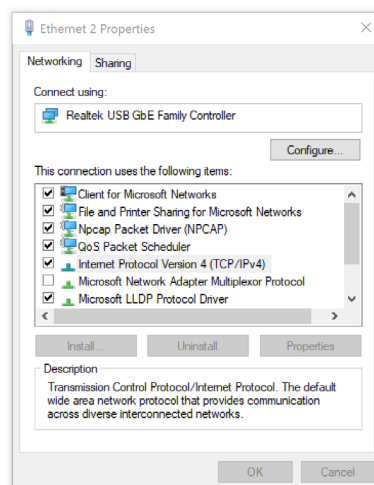 Ethernet 2 Properties
Networking
Sharing
Connect using:
Realtek USB GbE Family Controller
Configure...
This connection uses the following items:
Client for Microsoft Networks
File and Printer Sharing for Microsoft Networks
Npcap Packet Driver (NPCAP)
QoS Packet Scheduler
Internet Protocol Version 4 (TCP/IPv4)
Microsoft Network Adapter Multiplexor Protocol
Microsoft LLDP Protocol Driver
Install...
Uninstall
Properties
Description
Transmission Control Protocol/Internet Protocol. The default
wide area network protocol that provides communication
across diverse interconnected networks.
OK
Cancel